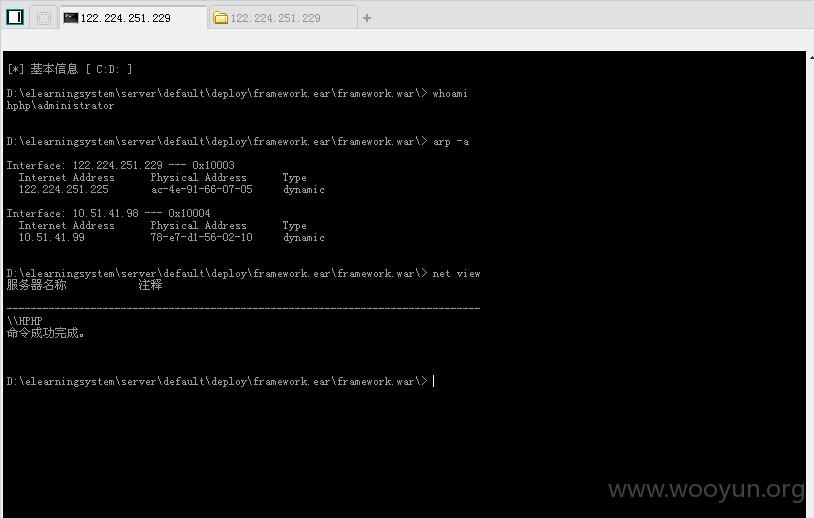 122.224.251.229
122.224.251.229
[*] 基本信息 [ C:D: ]
D:\elearningsystem\server\default\deploy\framework.ear\framework.war\> whoami
hphp\administrator
D:\elearningsystem\server\default\deploy\framework.ear\framework.war\> arp -a
Interface: 122.224.251.229 --- 0x10003
Internet Address Physical Address Type
122.224.251.225 ac-4e-91-66-07-05 dynamic
Interface: 10.51.41.98 --- 0x10004
Internet Address Physical Address Type
10.51.41.99 78-e7-d1-56-02-10 dynamic
D:\elearningsystem\server\default\deploy\framework.ear\framework.war\> net view
服务器名称 注释
-------------------------------------------------------------------------------
\\HPHP
命令成功完成。
D:\elearningsystem\server\default\deploy\framework.ear\framework.war\>
www.wooyun.org